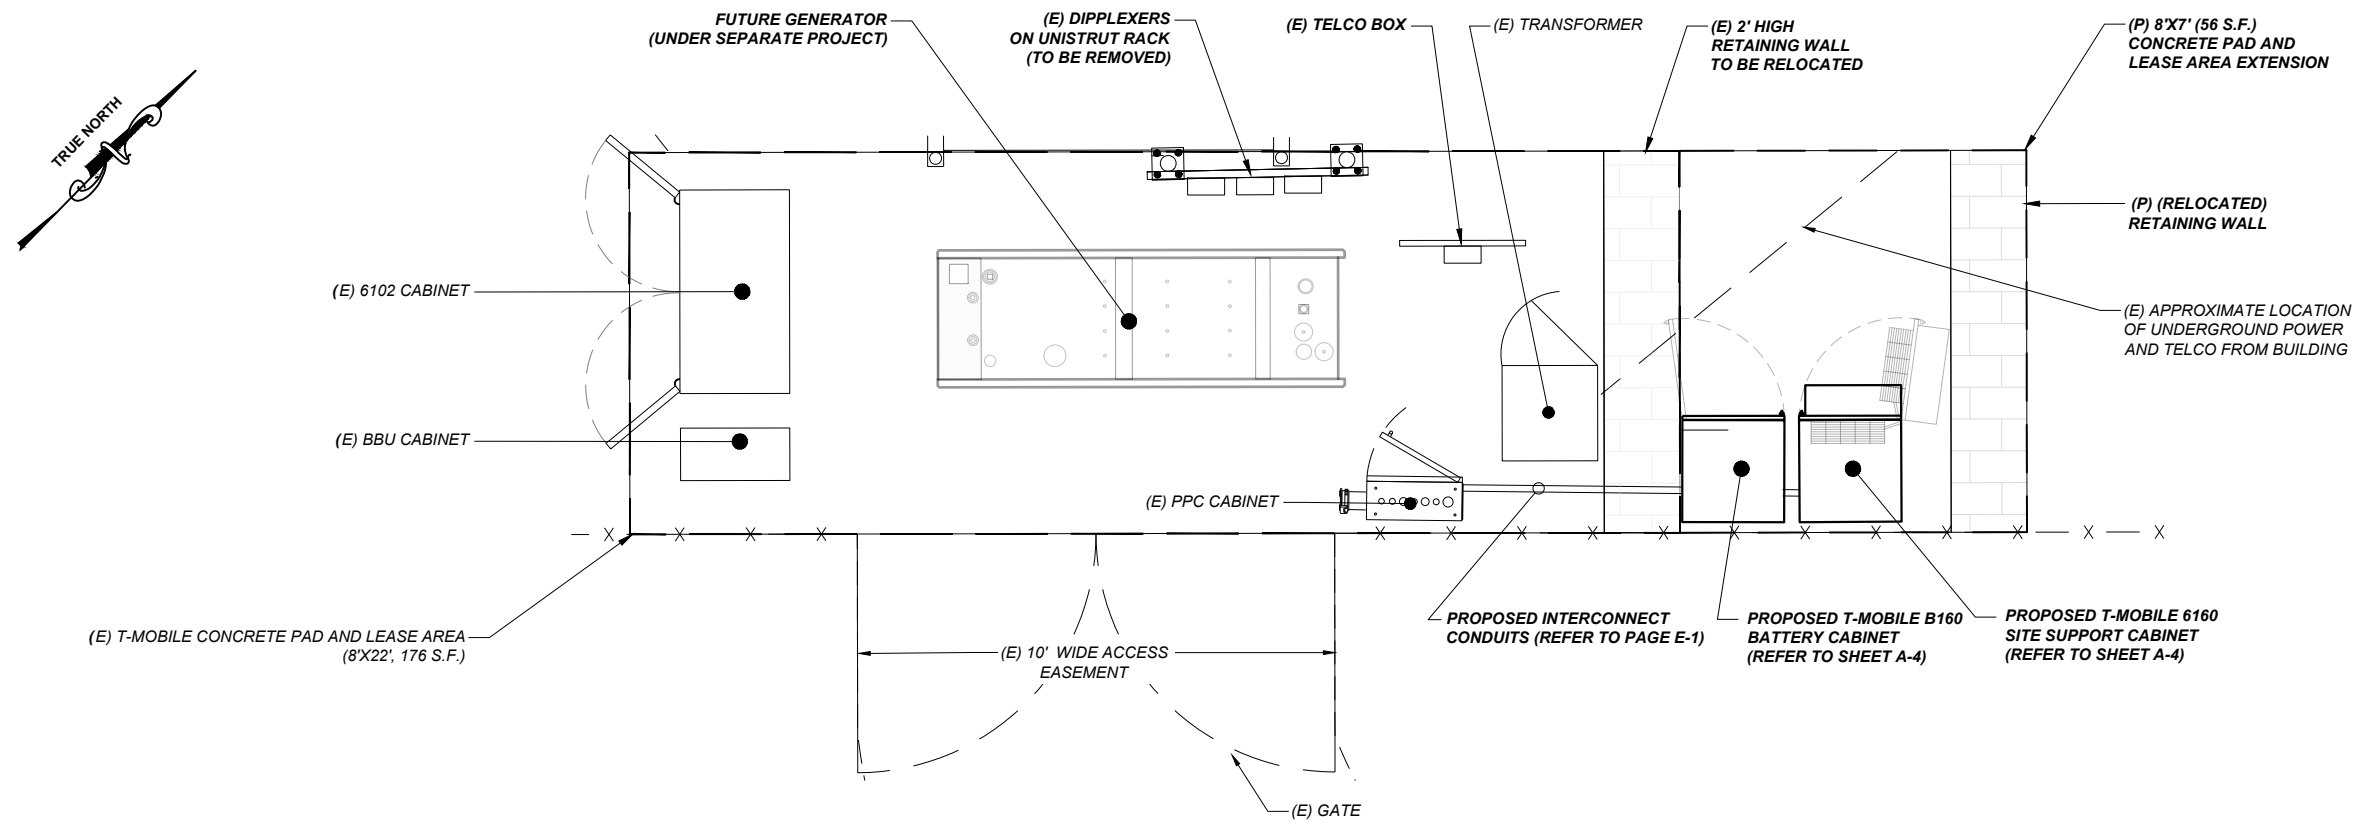 FUTURE GENERATOR
(UNDER SEPARATE PROJECT)
(E) DIPPLEXERS
ON UNISTRUT RACK
(TO BE REMOVED)
(E) TELCO BOX
(E) TRANSFORMER
(E) 2' HIGH
RETAINING WALL
TO BE RELOCATED
(P) 8'X7' (56 S.F.)
CONCRETE PAD AND
LEASE AREA EXTENSION
TRUE NORTH
(P) (RELOCATED)
RETAINING WALL
(E) 6102 CABINET
(E) APPROXIMATE LOCATION
OF UNDERGROUND POWER
AND TELCO FROM BUILDING
(E) BBU CABINET
(E) PPC CABINET
(E) T-MOBILE CONCRETE PAD AND LEASE AREA
(8'X22', 176 S.F.)
(E) 10' WIDE ACCESS
EASEMENT
PROPOSED INTERCONNECT
CONDUITS (REFER TO PAGE E-1)
PROPOSED T-MOBILE B160
BATTERY CABINET
(REFER TO SHEET A-4)
PROPOSED T-MOBILE 6160
SITE SUPPORT CABINET
(REFER TO SHEET A-4)
(E) GATE